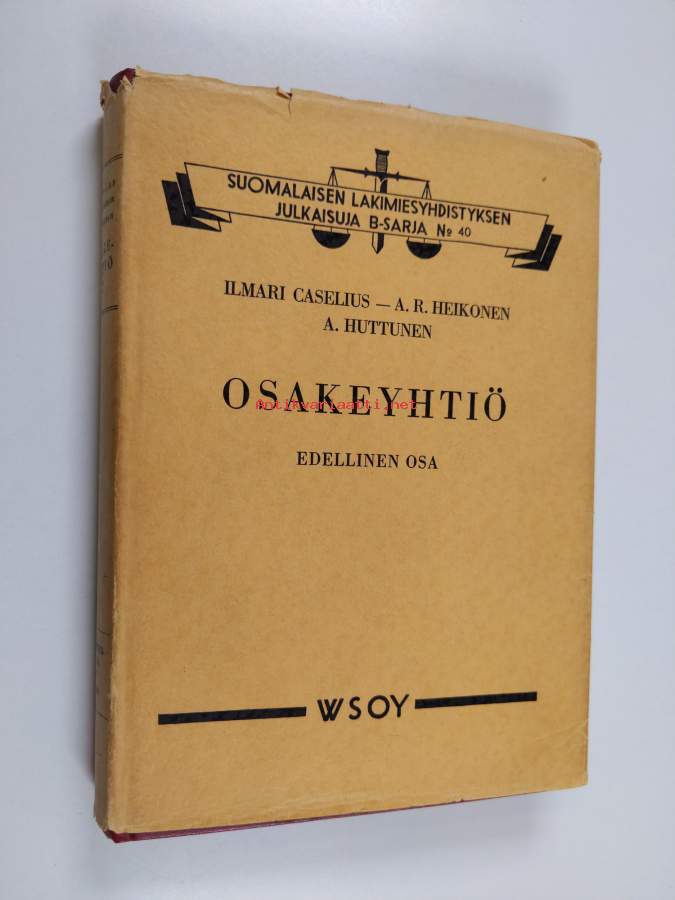 SUOMALAISEN LAKIMIESYHDISTYKSEN
JULKAISUJA B-SARJA № 40
ILMARI CASELIUS — A. R. HEIKONEN
A. HUTTUNEN
OSAKEYHTIÖ
Antikvariaatti.net
EDELLINEN OSA
WSOY